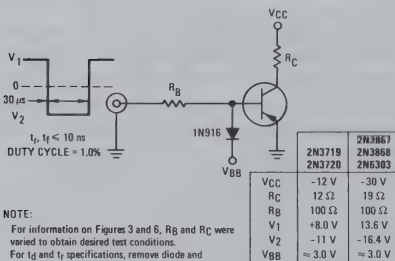 VCC
V1
RC
0
RB
30 μs
V2
1N916
tr, tf ≤ 10 ns
DUTY CYCLE = 1.0%
VBB
2N3719
2N3720
2N3867
2N3868
2N6303
VCC -12 V -30 V
RC 12 Ω 19 Ω
RB 100 Ω 100 Ω
V1 +8.0 V 13.6 V
V2 -11 V -16.4 V
VBB ≈ 3.0 V ≈ 3.0 V
NOTE:
For information on Figures 3 and 6, RB and RC were
varied to obtain desired test conditions.
For td and tr specifications, remove diode and